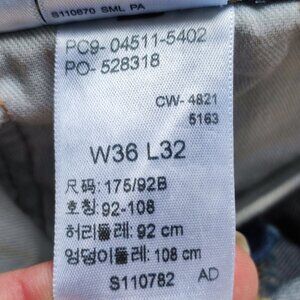 S110870 SML PA
PC9- 04511-5402
PO- 528318
CW- 4821
5163
W36 L32
尺码: 175/92B
호칭: 92-108
허리둘레: 92 cm
엉덩이둘레: 108 cm
S110782 AD